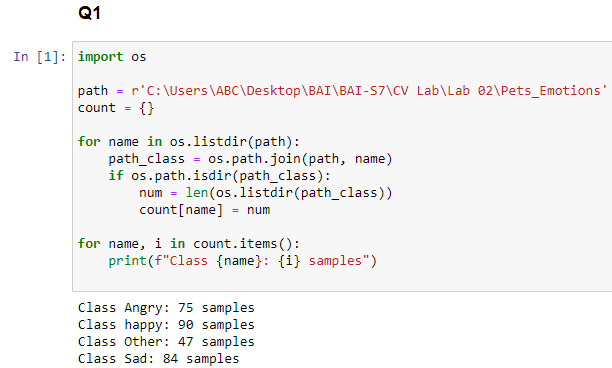 Q1
In [1]: import os
path = r'C:\Users\ABC\Desktop\BAI\BAI-S7\CV Lab\Lab 02\Pets_Emotions'
count = {}
for name in os.listdir(path):
    path_class = os.path.join(path, name)
    if os.path.isdir(path_class):
        num = len(os.listdir(path_class))
        count[name] = num
for name, i in count.items():
    print(f"Class {name}: {i} samples")
Class Angry: 75 samples
Class happy: 90 samples
Class Other: 47 samples
Class Sad: 84 samples